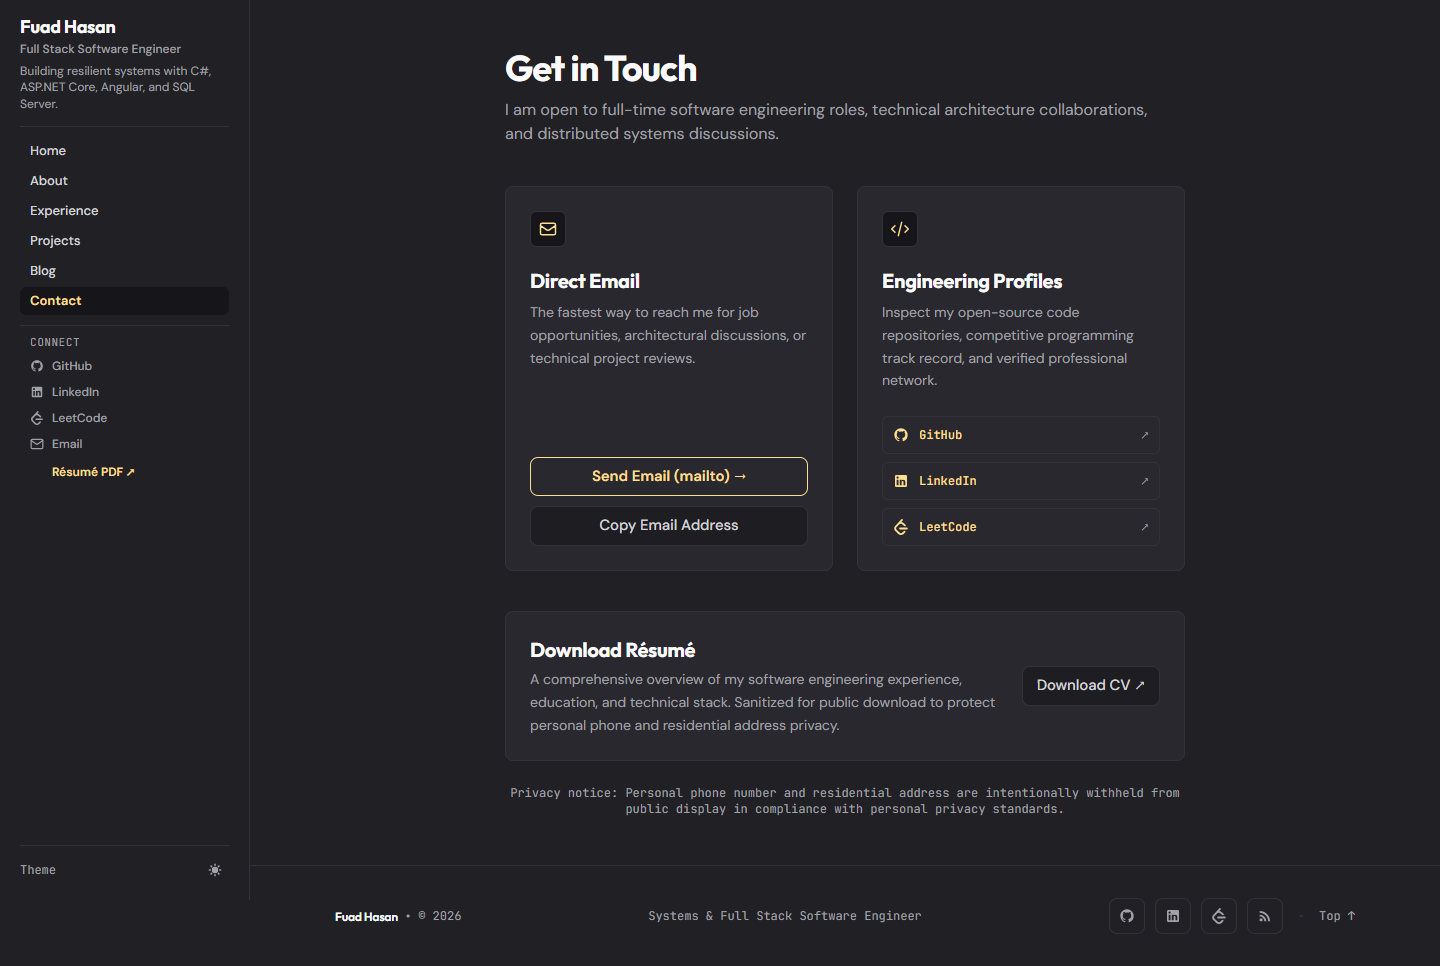 Fuad Hasan
Full Stack Software Engineer
Building resilient systems with C#,
ASP.NET Core, Angular, and SQL
Server.
Home
About
Experience
Projects
Blog
Contact
CONNECT
GitHub
LinkedIn
LeetCode
Email
Résumé PDF ↗
Theme
Get in Touch
I am open to full-time software engineering roles, technical architecture collaborations,
and distributed systems discussions.
Direct Email
The fastest way to reach me for job
opportunities, architectural discussions, or
technical project reviews.
Send Email (mailto) →
Copy Email Address
Engineering Profiles
Inspect my open-source code
repositories, competitive programming
track record, and verified professional
network.
GitHub ↗
LinkedIn ↗
LeetCode ↗
Download Résumé
A comprehensive overview of my software engineering experience,
education, and technical stack. Sanitized for public download to protect
personal phone and residential address privacy.
Download CV ↗
Privacy notice: Personal phone number and residential address are intentionally withheld from
public display in compliance with personal privacy standards.
Fuad Hasan • © 2026
Systems & Full Stack Software Engineer
Top ↑